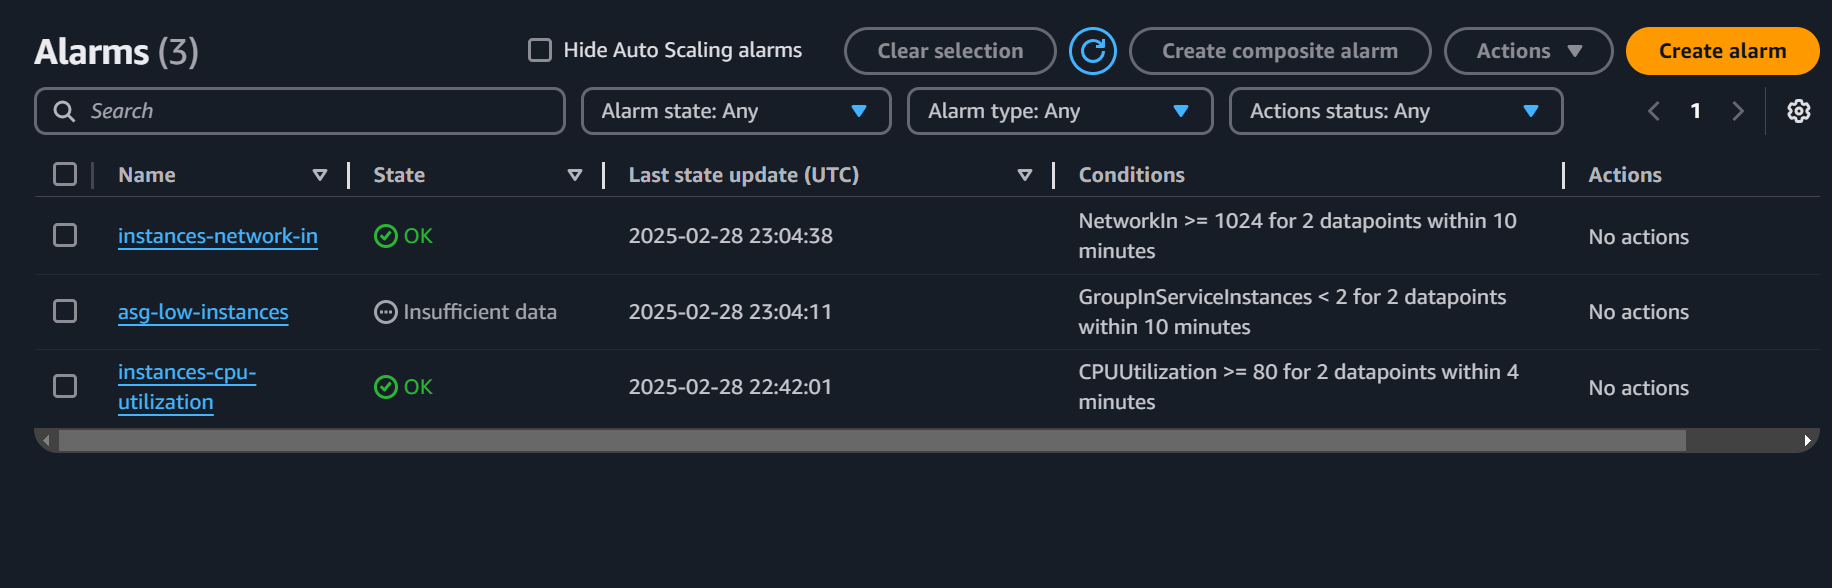 Alarms (3)
Hide Auto Scaling alarms
Clear selection
Create composite alarm
Actions
Create alarm
Search
Alarm state: Any
Alarm type: Any
Actions status: Any
1
Name
State
Last state update (UTC)
Conditions
Actions
instances-network-in
OK
2025-02-28 23:04:38
NetworkIn >= 1024 for 2 datapoints within 10
minutes
No actions
asg-low-instances
Insufficient data
2025-02-28 23:04:11
GroupInServiceInstances < 2 for 2 datapoints
within 10 minutes
No actions
instances-cpu-
utilization
OK
2025-02-28 22:42:01
CPUUtilization >= 80 for 2 datapoints within 4
minutes
No actions